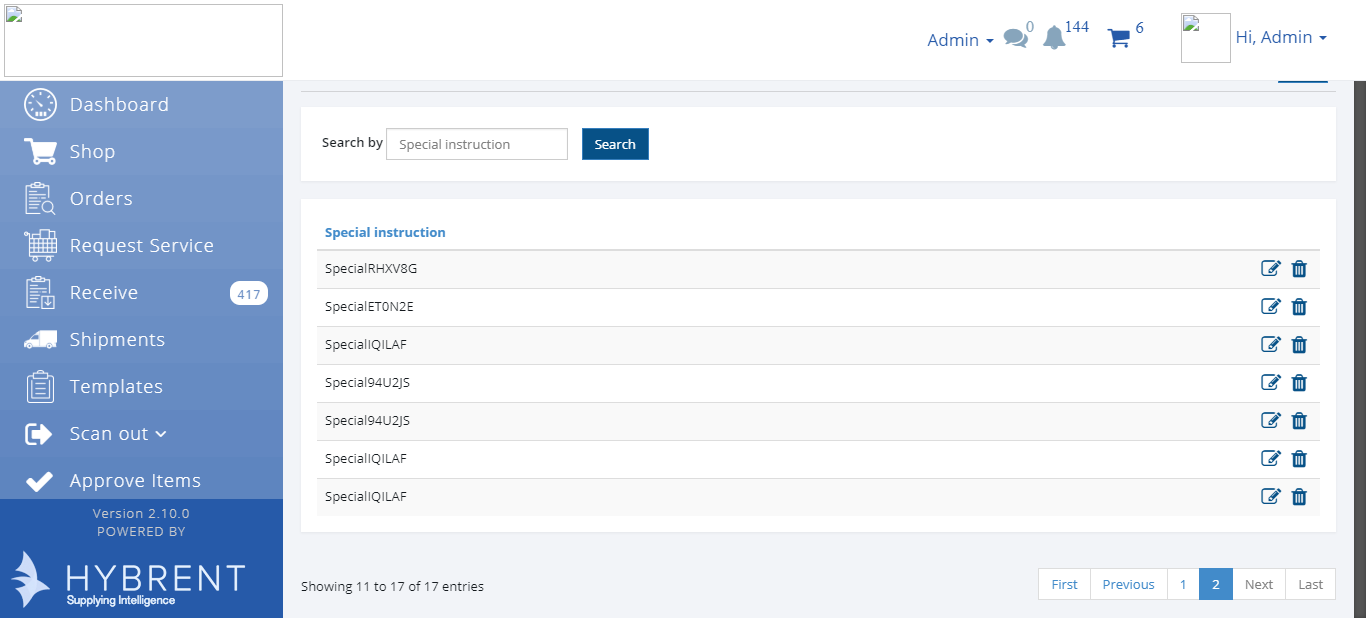 Admin 0 144 6 Hi, Admin
Dashboard
Shop
Orders
Request Service
Receive 417
Shipments
Templates
Scan out
Approve Items
Version 2.10.0
POWERED BY
HYBRENT
Supplying Intelligence
Search by Special instruction Search
Special instruction
SpecialRHXV8G
SpecialET0N2E
SpecialIQILAF
Special94U2JS
Special94U2JS
SpecialIQILAF
SpecialIQILAF
Showing 11 to 17 of 17 entries
First Previous 1 2 Next Last